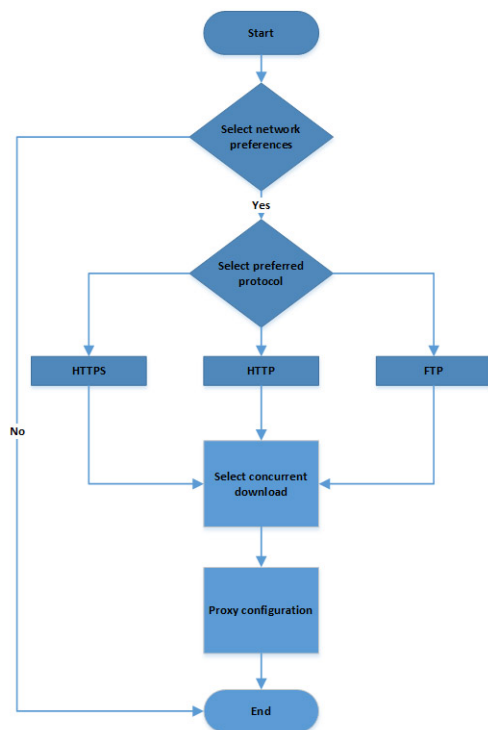 Start
Select network
preferences
Yes
Select preferred
protocol
HTTPS
HTTP
FTP
No
Select concurrent
download
Proxy configuration
End